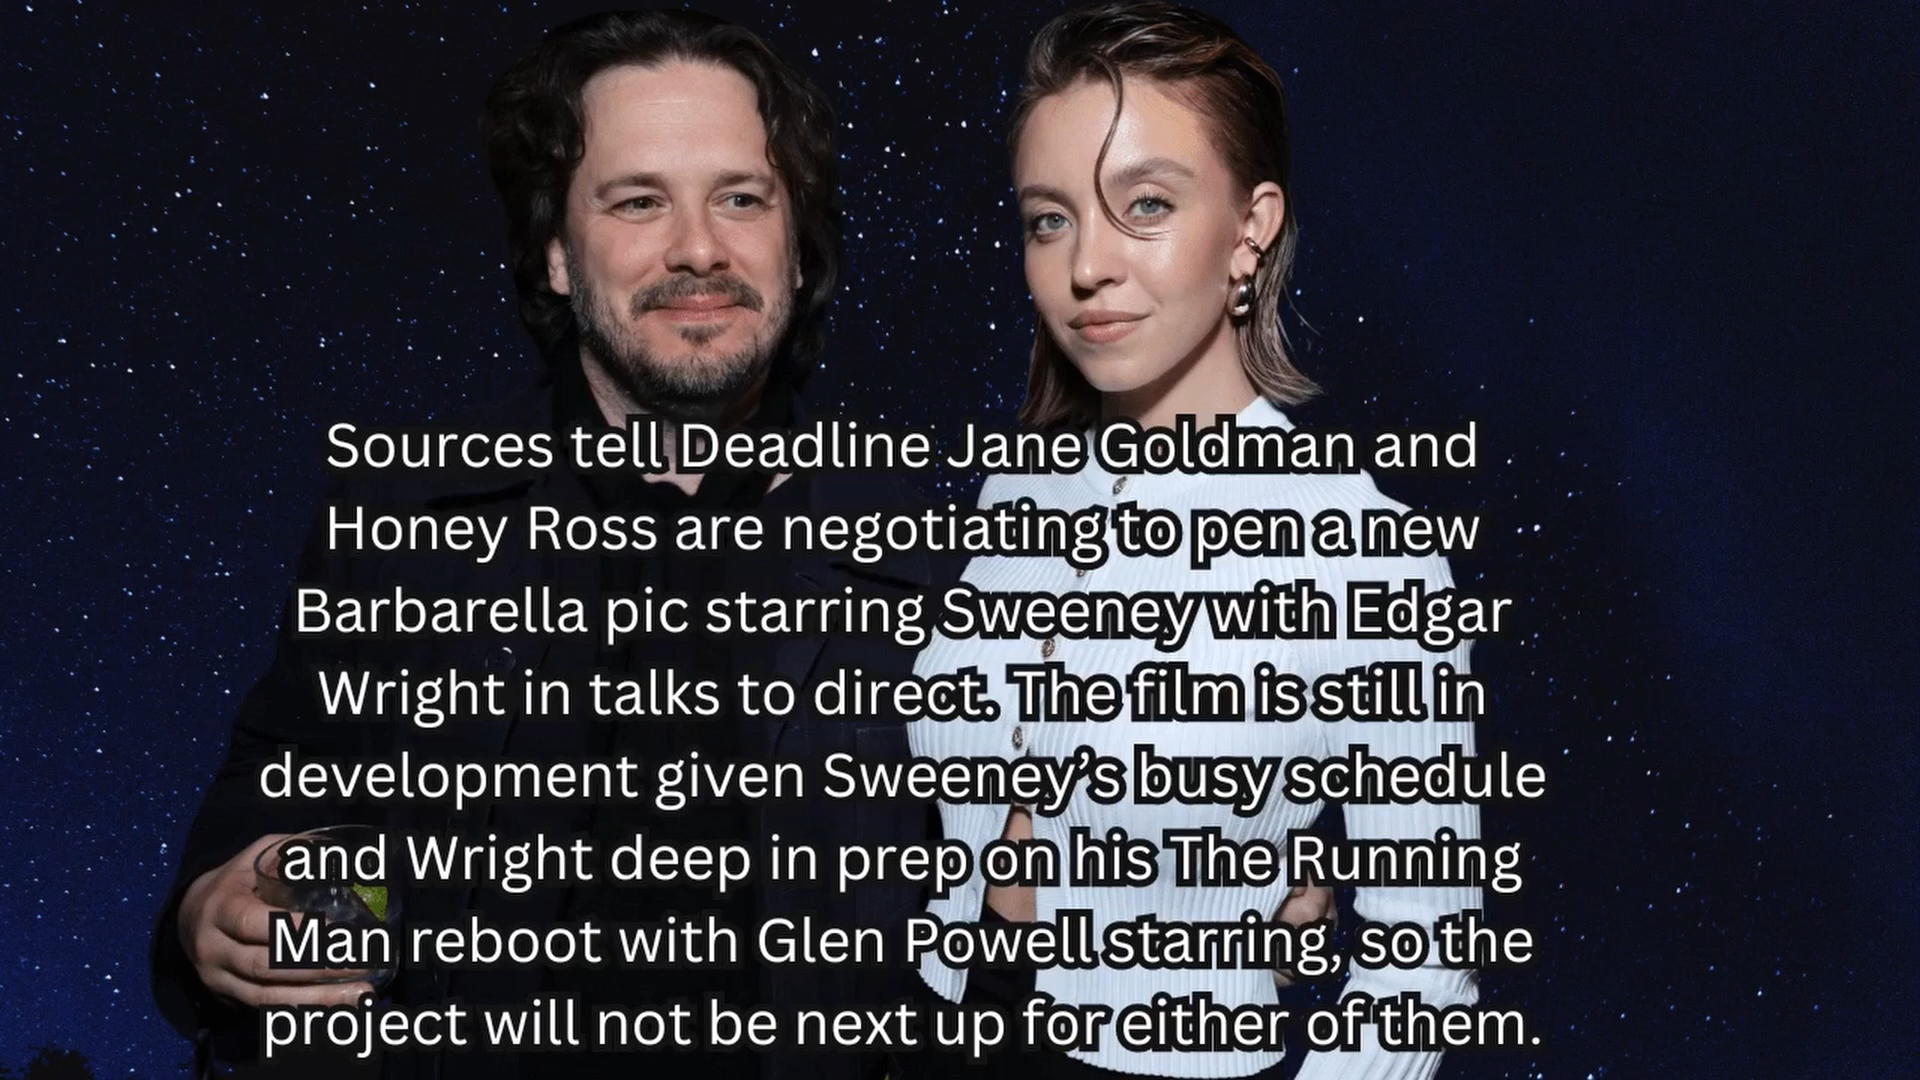 Sources tell Deadline Jane Goldman and
Honey Ross are negotiating to pen a new
Barbarella pic starring Sweeney with Edgar
Wright in talks to direct. The film is still in
development given Sweeney’s busy schedule
and Wright deep in prep on his The Running
Man reboot with Glen Powell starring, so the
project will not be next up for either of them.